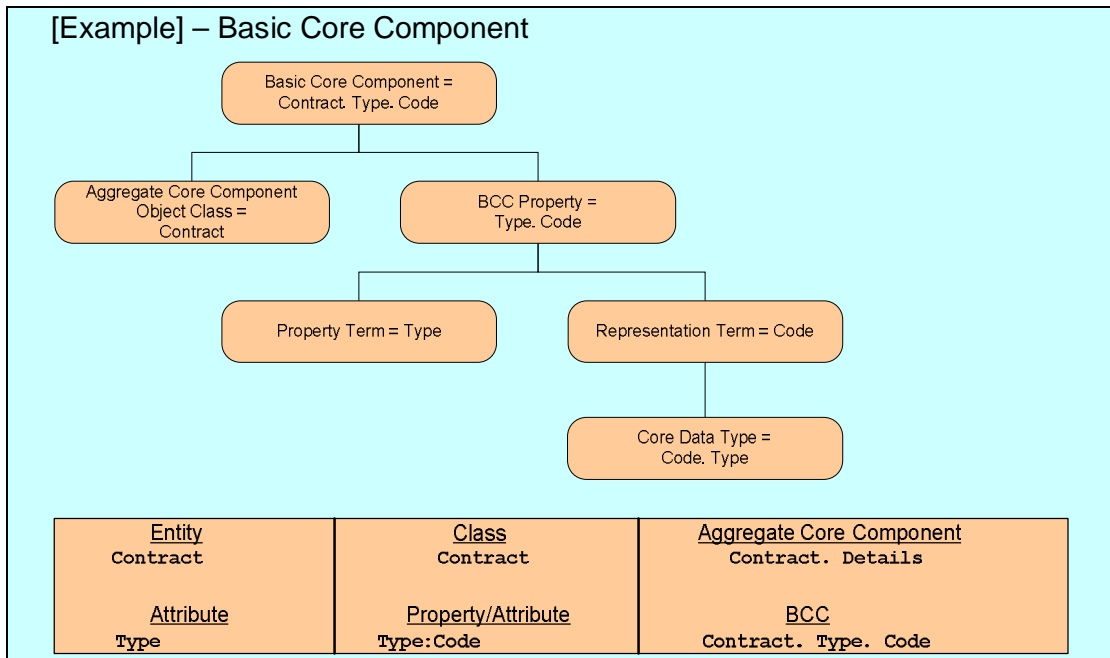 [Example] – Basic Core Component
Basic Core Component =
Contract. Type. Code
Aggregate Core Component
Object Class =
Contract
BCC Property =
Type. Code
Property Term = Type
Representation Term = Code
Core Data Type =
Code. Type
Entity
Contract
Class
Contract
Aggregate Core Component
Contract. Details
Attribute
Type
Property/Attribute
Type:Code
BCC
Contract. Type. Code